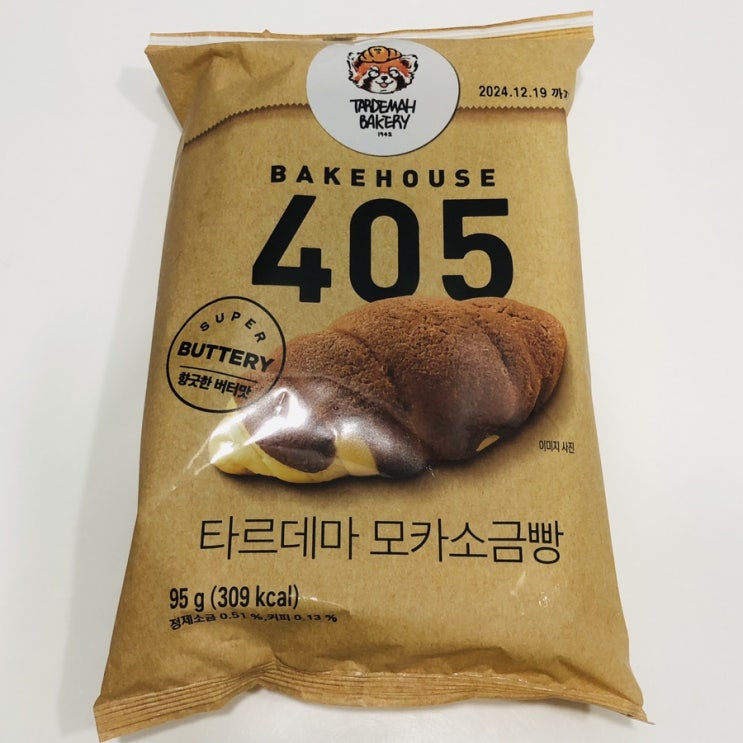 TARDEMAH
BAKERY
1945
2024.12.19 까지
BAKEHOUSE
405
SUPER
BUTTERY
향긋한 버터맛
이미지 사진
타르데마 모카소금빵
95 g (309 kcal)
정제소금 0.51 %,커피 0.13 %